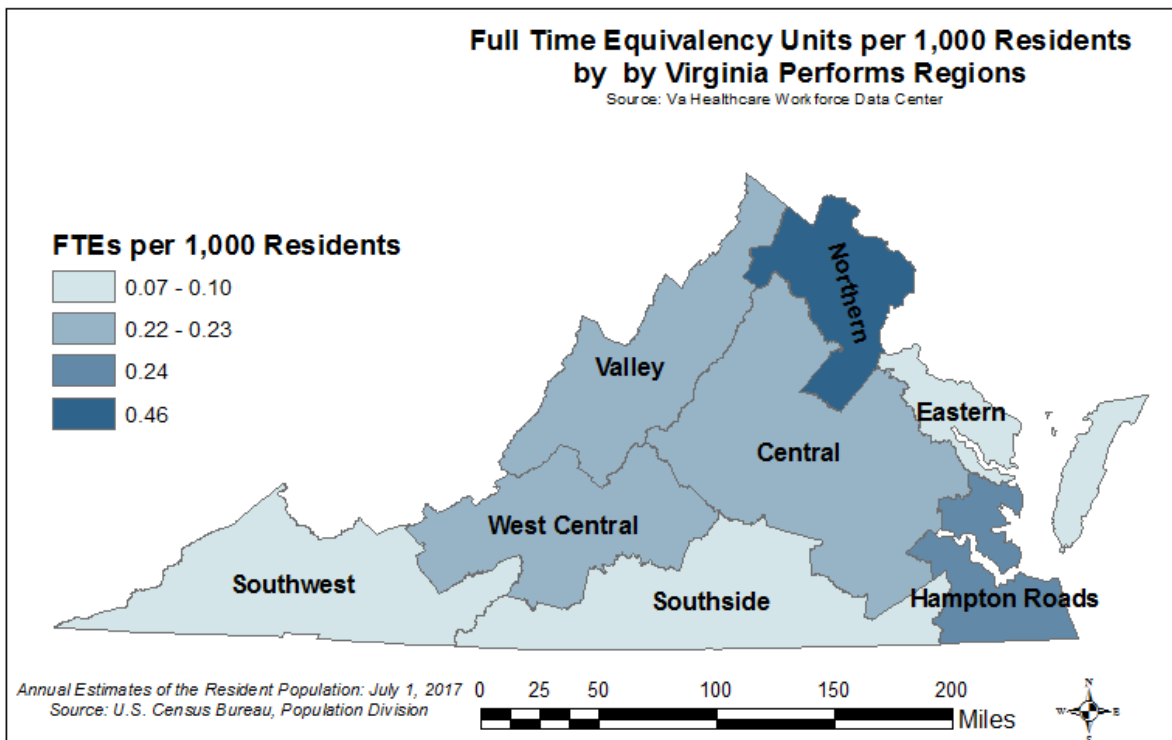 Full Time Equivalency Units per 1,000 Residents
by by Virginia Performs Regions
Source: Va Healthcare Workforce Data Center
FTEs per 1,000 Residents
0.07 - 0.10
0.22 - 0.23
0.24
0.46
Northern
Valley
Eastern
Central
West Central
Southwest
Southside
Hampton Roads
Annual Estimates of the Resident Population: July 1, 2017
Source: U.S. Census Bureau, Population Division
0 25 50 100 150 200
Miles
N
W E
S